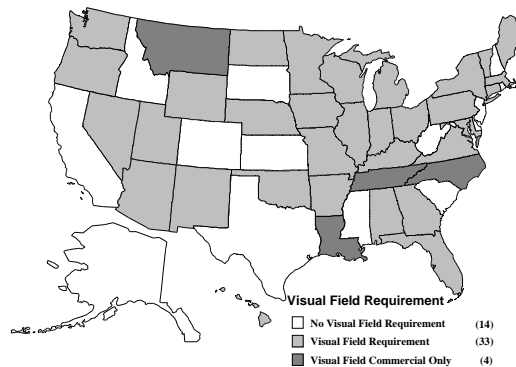 Visual Field Requirement
No Visual Field Requirement (14)
Visual Field Requirement (33)
Visual Field Commercial Only (4)